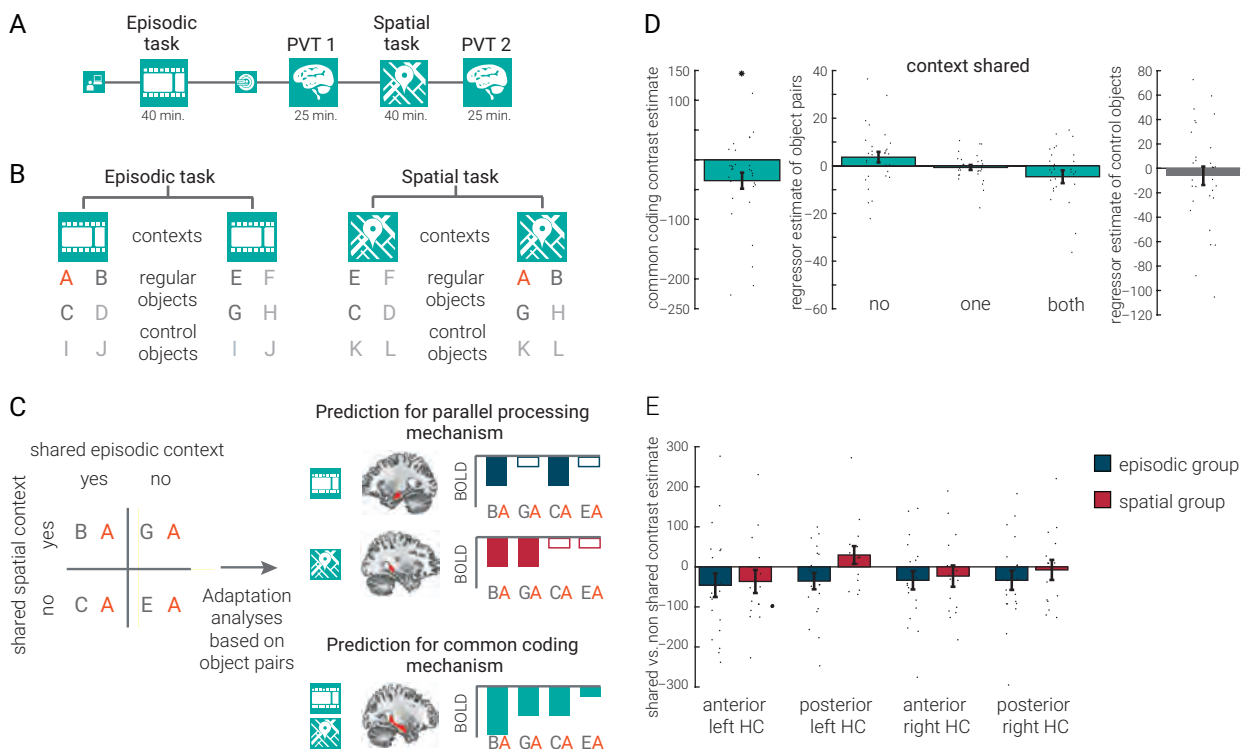 A
Episodic
task
PVT 1
Spatial
task
PVT 2
40 min.
25 min.
40 min.
25 min.
B
Episodic task
Spatial task
contexts
contexts
A B
regular
objects
E F
E F
regular
objects
A B
C D
G H
C D
G H
control
objects
control
objects
I J
I J
K L
K L
C
shared episodic context
yes no
shared spatial context
yes
no
B A
G A
C A
E A
Adaptation
analyses
based on
object pairs
Prediction for parallel processing
mechanism
BOLD
BA GA CA EA
BOLD
BA GA CA EA
Prediction for common coding
mechanism
BOLD
BA GA CA EA
D
common coding contrast estimate
150
100
−100
−200
−250
*
context shared
regressor estimate of object pairs
40
20
0
−20
−40
−60
no
one
both
regressor estimate of control objects
80
60
40
20
0
−20
−40
−60
−80
−100
−120
E
shared vs. non shared contrast estimate
300
200
100
0
−100
−200
−300
episodic group
spatial group
anterior
left HC
posterior
left HC
anterior
right HC
posterior
right HC